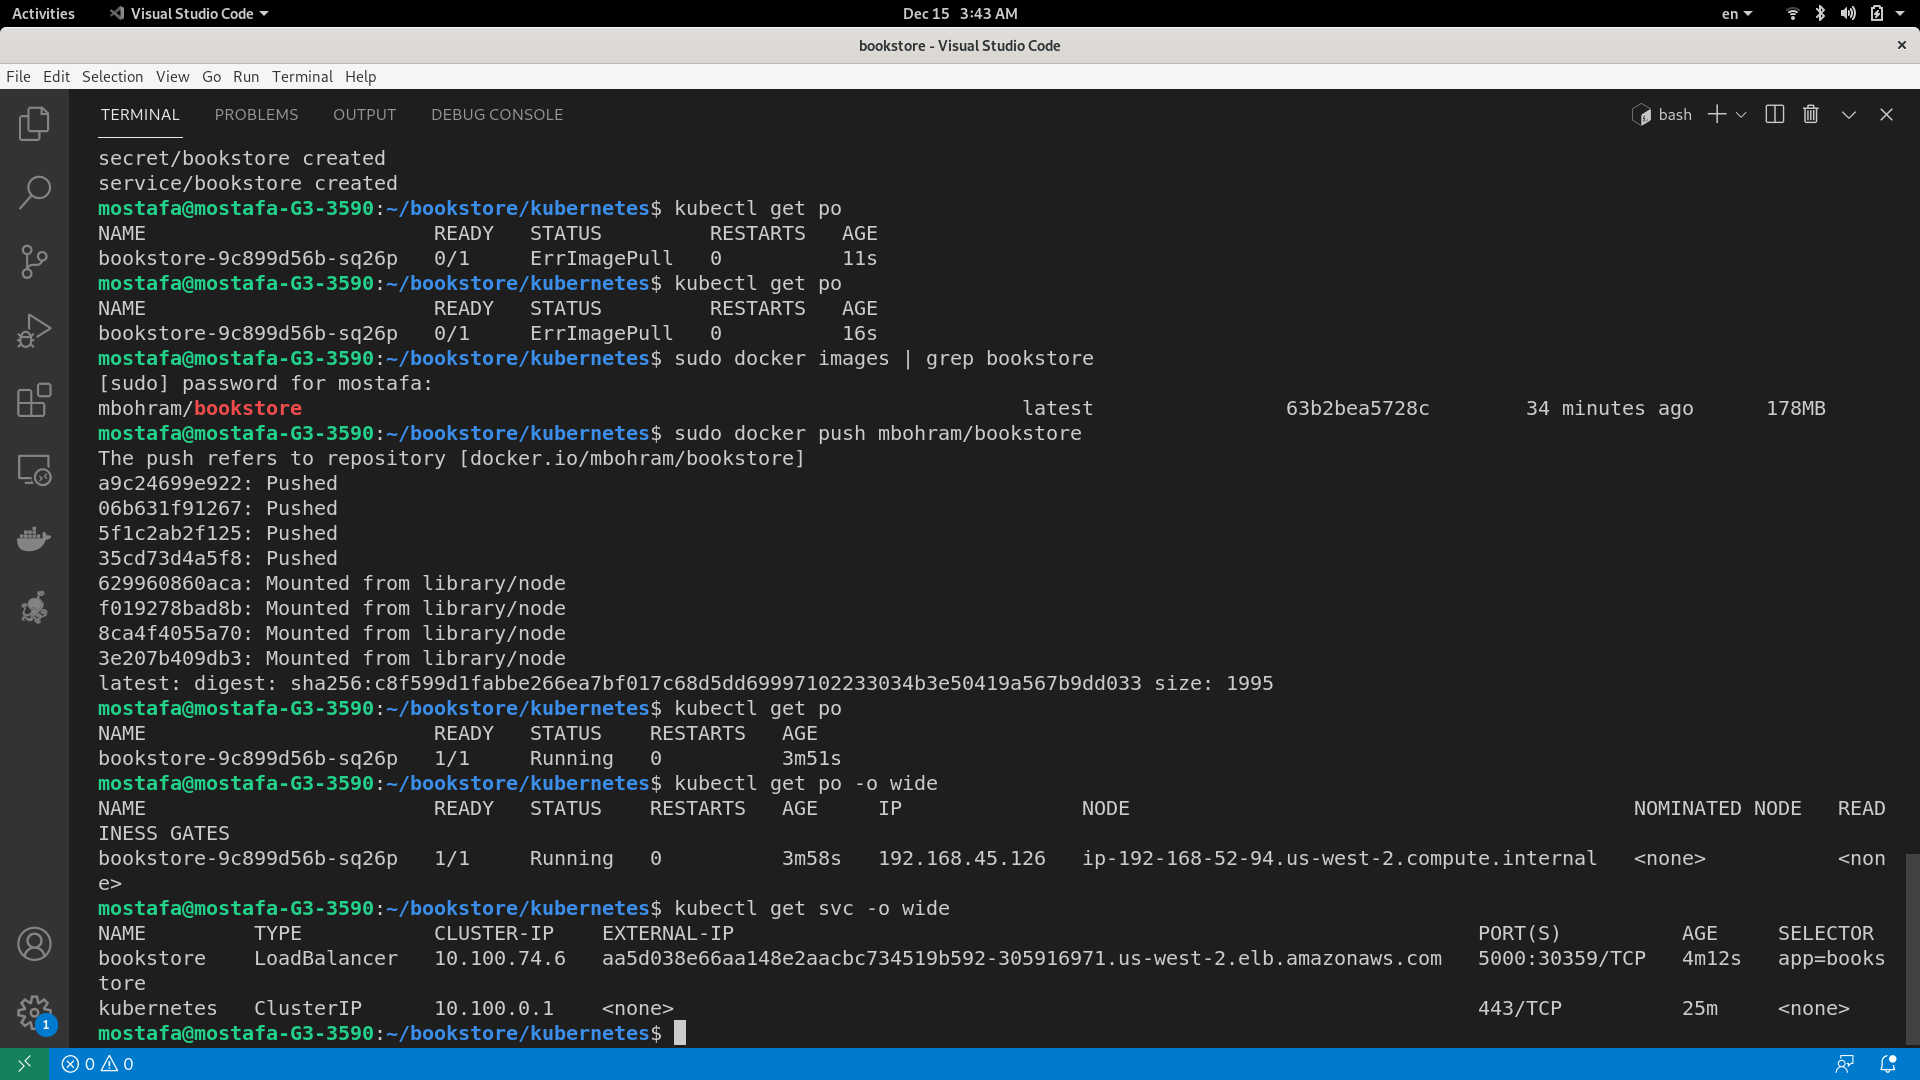 Activities Visual Studio Code Dec 15 3:43 AM en
bookstore - Visual Studio Code
File Edit Selection View Go Run Terminal Help
TERMINAL PROBLEMS OUTPUT DEBUG CONSOLE bash
secret/bookstore created
service/bookstore created
mostafa@mostafa-G3-3590:~/bookstore/kubernetes$ kubectl get po
NAME READY STATUS RESTARTS AGE
bookstore-9c899d56b-sq26p 0/1 ErrImagePull 0 11s
mostafa@mostafa-G3-3590:~/bookstore/kubernetes$ kubectl get po
NAME READY STATUS RESTARTS AGE
bookstore-9c899d56b-sq26p 0/1 ErrImagePull 0 16s
mostafa@mostafa-G3-3590:~/bookstore/kubernetes$ sudo docker images | grep bookstore
[sudo] password for mostafa:
mbohram/bookstore latest 63b2bea5728c 34 minutes ago 178MB
mostafa@mostafa-G3-3590:~/bookstore/kubernetes$ sudo docker push mbohram/bookstore
The push refers to repository [docker.io/mbohram/bookstore]
a9c24699e922: Pushed
06b631f91267: Pushed
5f1c2ab2f125: Pushed
35cd73d4a5f8: Pushed
629960860aca: Mounted from library/node
f019278bad8b: Mounted from library/node
8ca4f4055a70: Mounted from library/node
3e207b409db3: Mounted from library/node
latest: digest: sha256:c8f599d1fabbe266ea7bf017c68d5dd69997102233034b3e50419a567b9dd033 size: 1995
mostafa@mostafa-G3-3590:~/bookstore/kubernetes$ kubectl get po
NAME READY STATUS RESTARTS AGE
bookstore-9c899d56b-sq26p 1/1 Running 0 3m51s
mostafa@mostafa-G3-3590:~/bookstore/kubernetes$ kubectl get po -o wide
NAME READY STATUS RESTARTS AGE IP NODE NOMINATED NODE READ
INESS GATES
bookstore-9c899d56b-sq26p 1/1 Running 0 3m58s 192.168.45.126 ip-192-168-52-94.us-west-2.compute.internal <none> <non
e>
mostafa@mostafa-G3-3590:~/bookstore/kubernetes$ kubectl get svc -o wide
NAME TYPE CLUSTER-IP EXTERNAL-IP PORT(S) AGE SELECTOR
bookstore LoadBalancer 10.100.74.6 aa5d038e66aa148e2aacbc734519b592-305916971.us-west-2.elb.amazonaws.com 5000:30359/TCP 4m12s app=books
tore
kubernetes ClusterIP 10.100.0.1 <none> 443/TCP 25m <none>
mostafa@mostafa-G3-3590:~/bookstore/kubernetes$
1
0 0